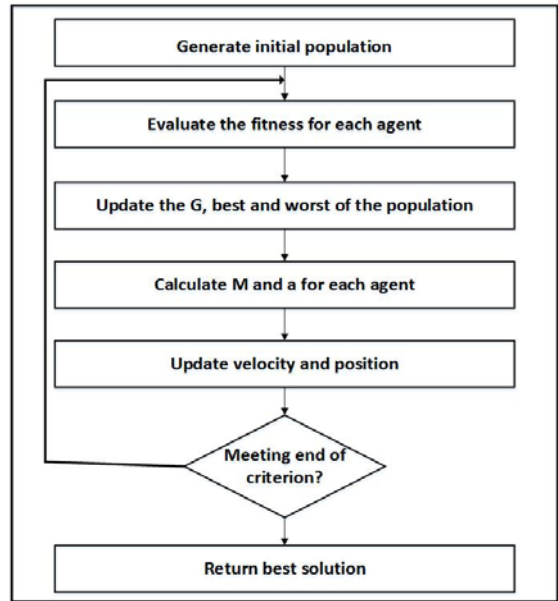 Generate initial population
Evaluate the fitness for each agent
Update the G, best and worst of the population
Calculate M and a for each agent
Update velocity and position
Meeting end of
criterion?
Return best solution